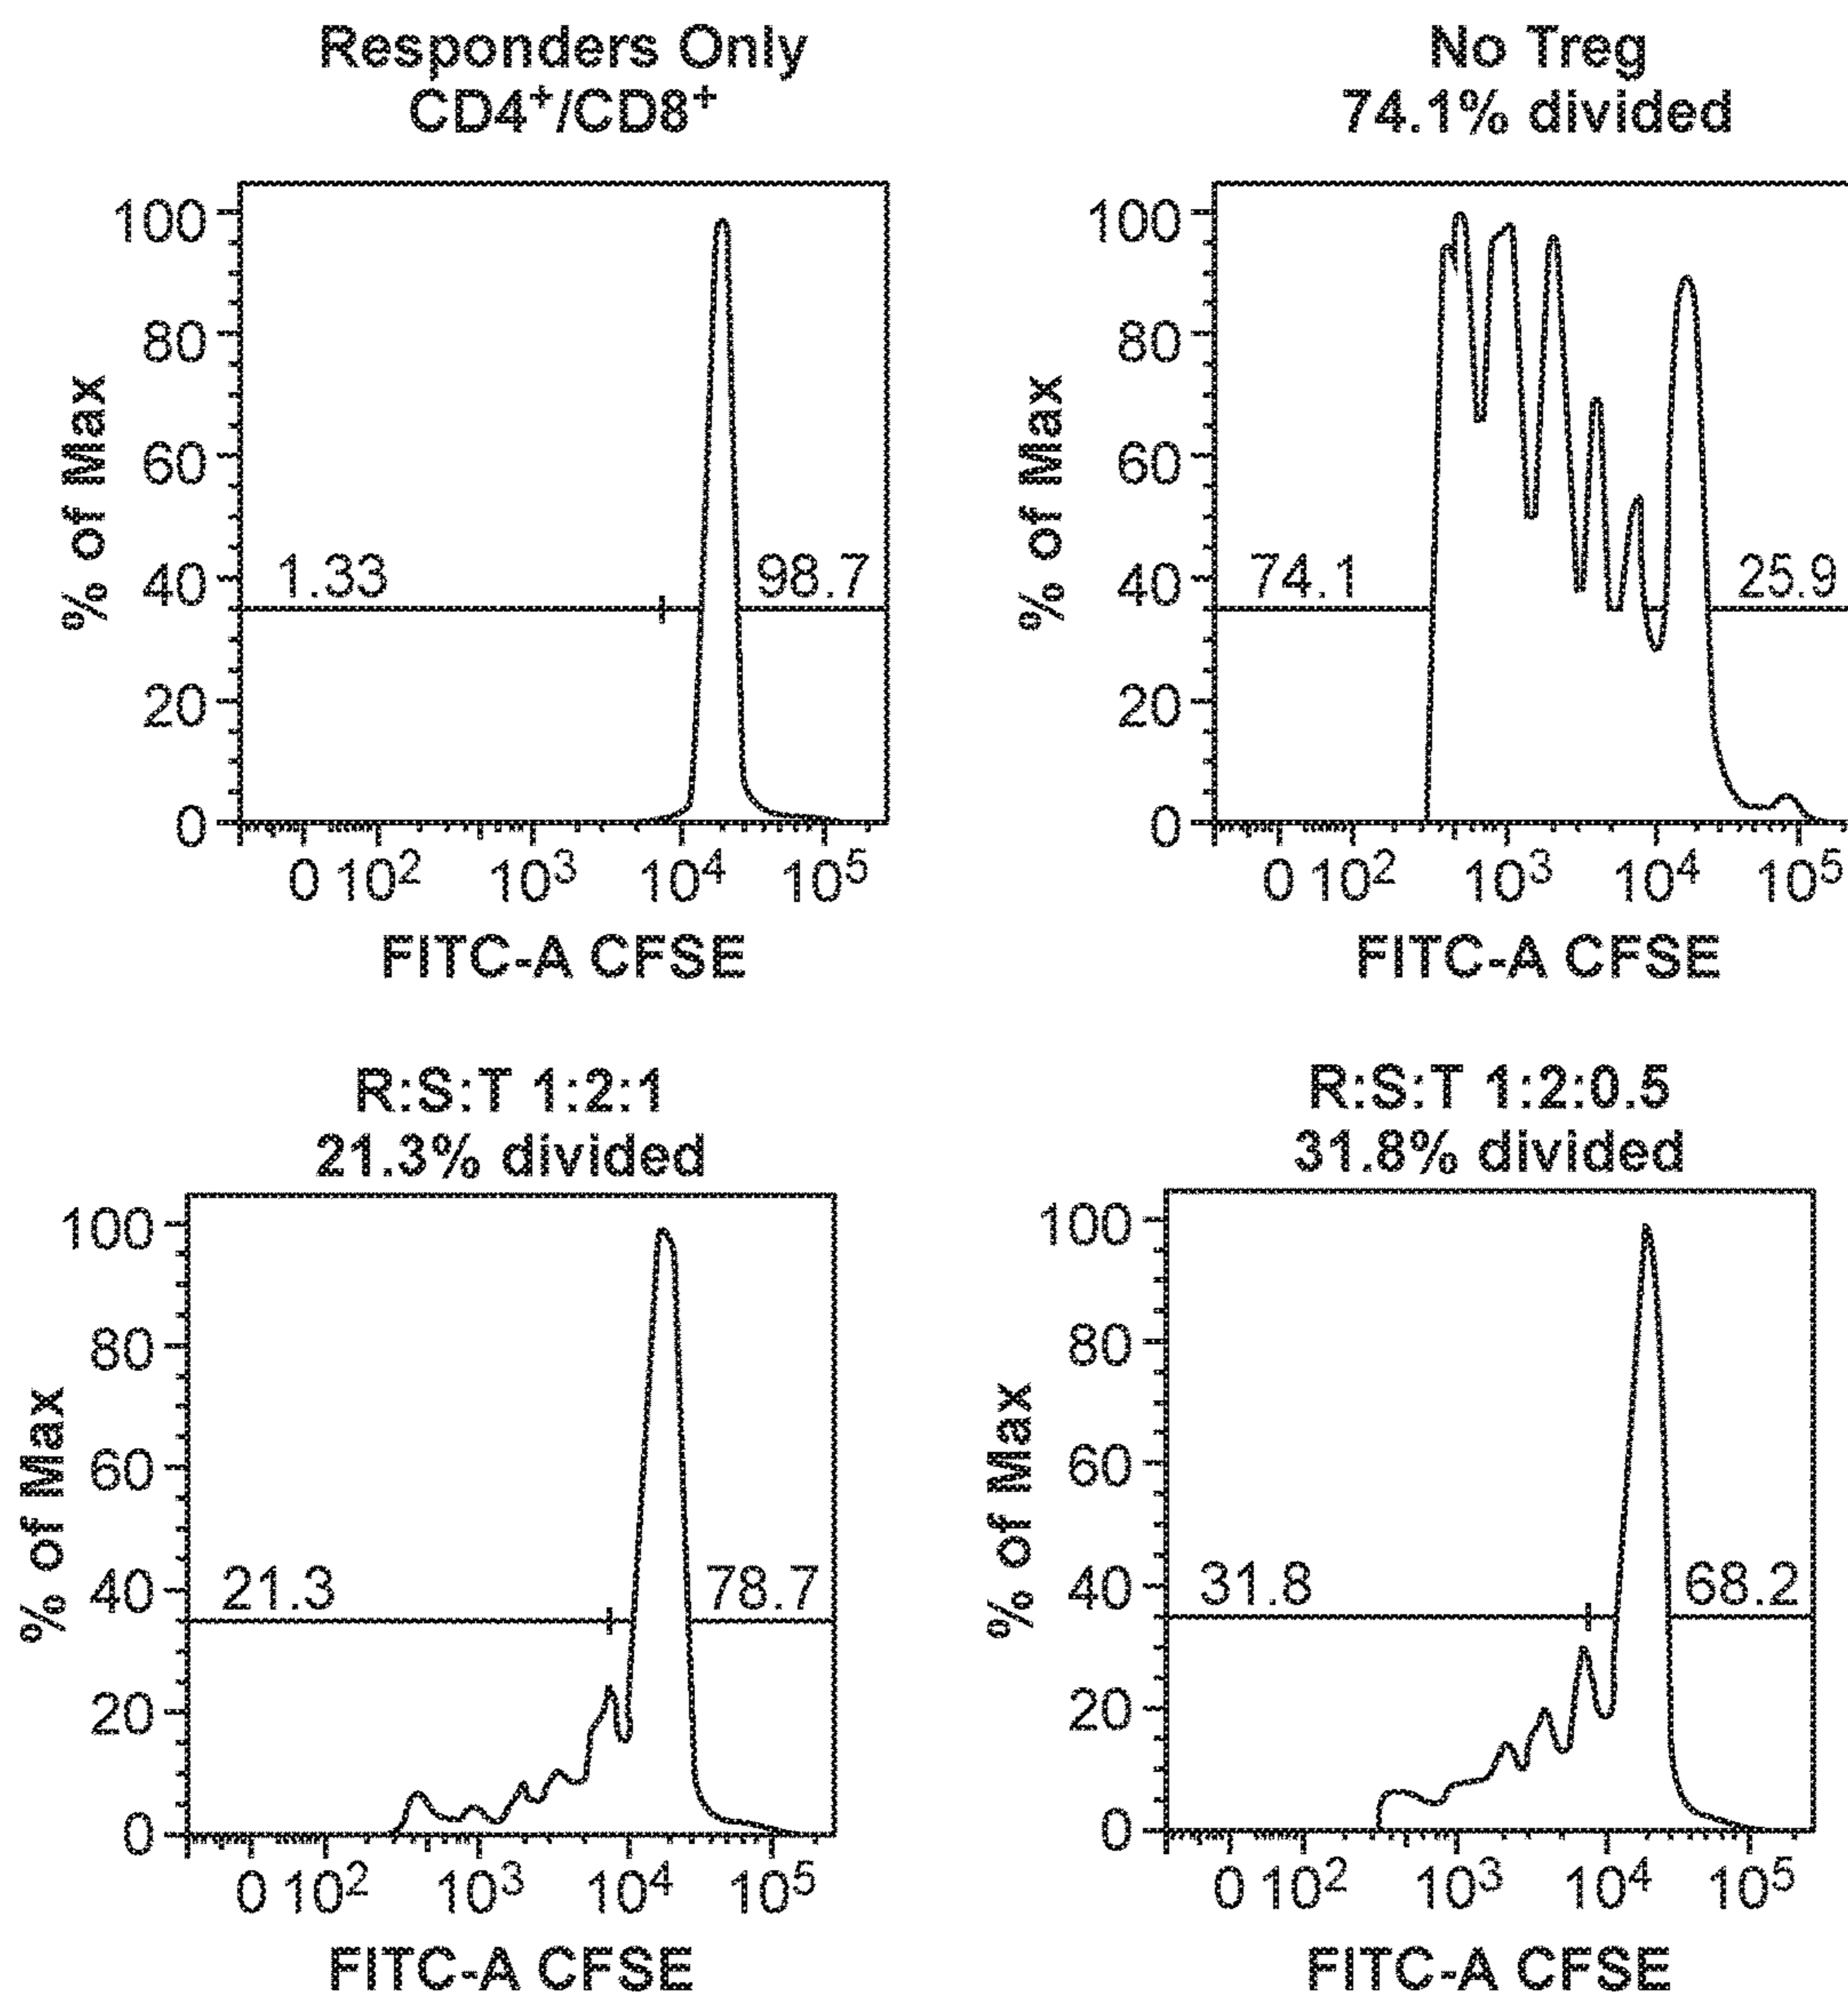 Responders Only
CD4⁺/CD8⁺
% of Max
100
80
60
40
20
0
1.33
98.7
0 10² 10³ 10⁴ 10⁵
FITC-A CFSE
No Treg
74.1% divided
% of Max
100
80
60
40
20
0
74.1
25.9
0 10² 10³ 10⁴ 10⁵
FITC-A CFSE
R:S:T 1:2:1
21.3% divided
% of Max
100
80
60
40
20
0
21.3
78.7
0 10² 10³ 10⁴ 10⁵
FITC-A CFSE
R:S:T 1:2:0.5
31.8% divided
% of Max
100
80
60
40
20
0
31.8
68.2
0 10² 10³ 10⁴ 10⁵
FITC-A CFSE